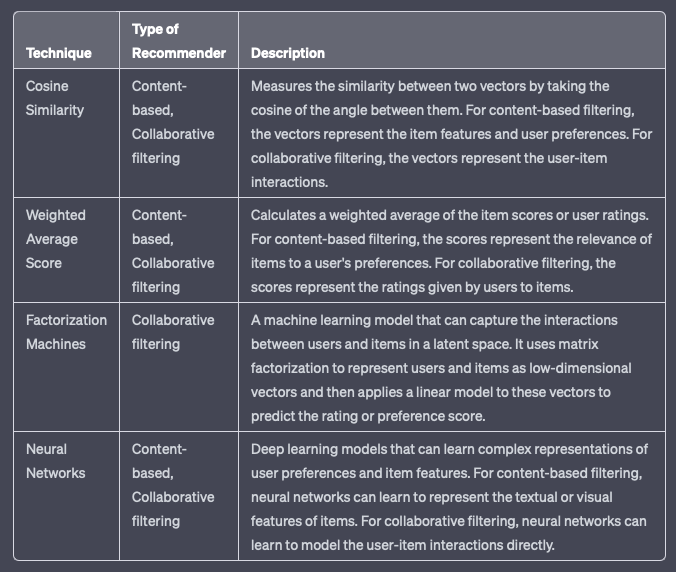 Technique
Type of
Recommender
Description
Cosine
Similarity
Content-
based,
Collaborative
filtering
Measures the similarity between two vectors by taking the
cosine of the angle between them. For content-based filtering,
the vectors represent the item features and user preferences. For
collaborative filtering, the vectors represent the user-item
interactions.
Weighted
Average
Score
Content-
based,
Collaborative
filtering
Calculates a weighted average of the item scores or user ratings.
For content-based filtering, the scores represent the relevance of
items to a user's preferences. For collaborative filtering, the
scores represent the ratings given by users to items.
Factorization
Machines
Collaborative
filtering
A machine learning model that can capture the interactions
between users and items in a latent space. It uses matrix
factorization to represent users and items as low-dimensional
vectors and then applies a linear model to these vectors to
predict the rating or preference score.
Neural
Networks
Content-
based,
Collaborative
filtering
Deep learning models that can learn complex representations of
user preferences and item features. For content-based filtering,
neural networks can learn to represent the textual or visual
features of items. For collaborative filtering, neural networks can
learn to model the user-item interactions directly.